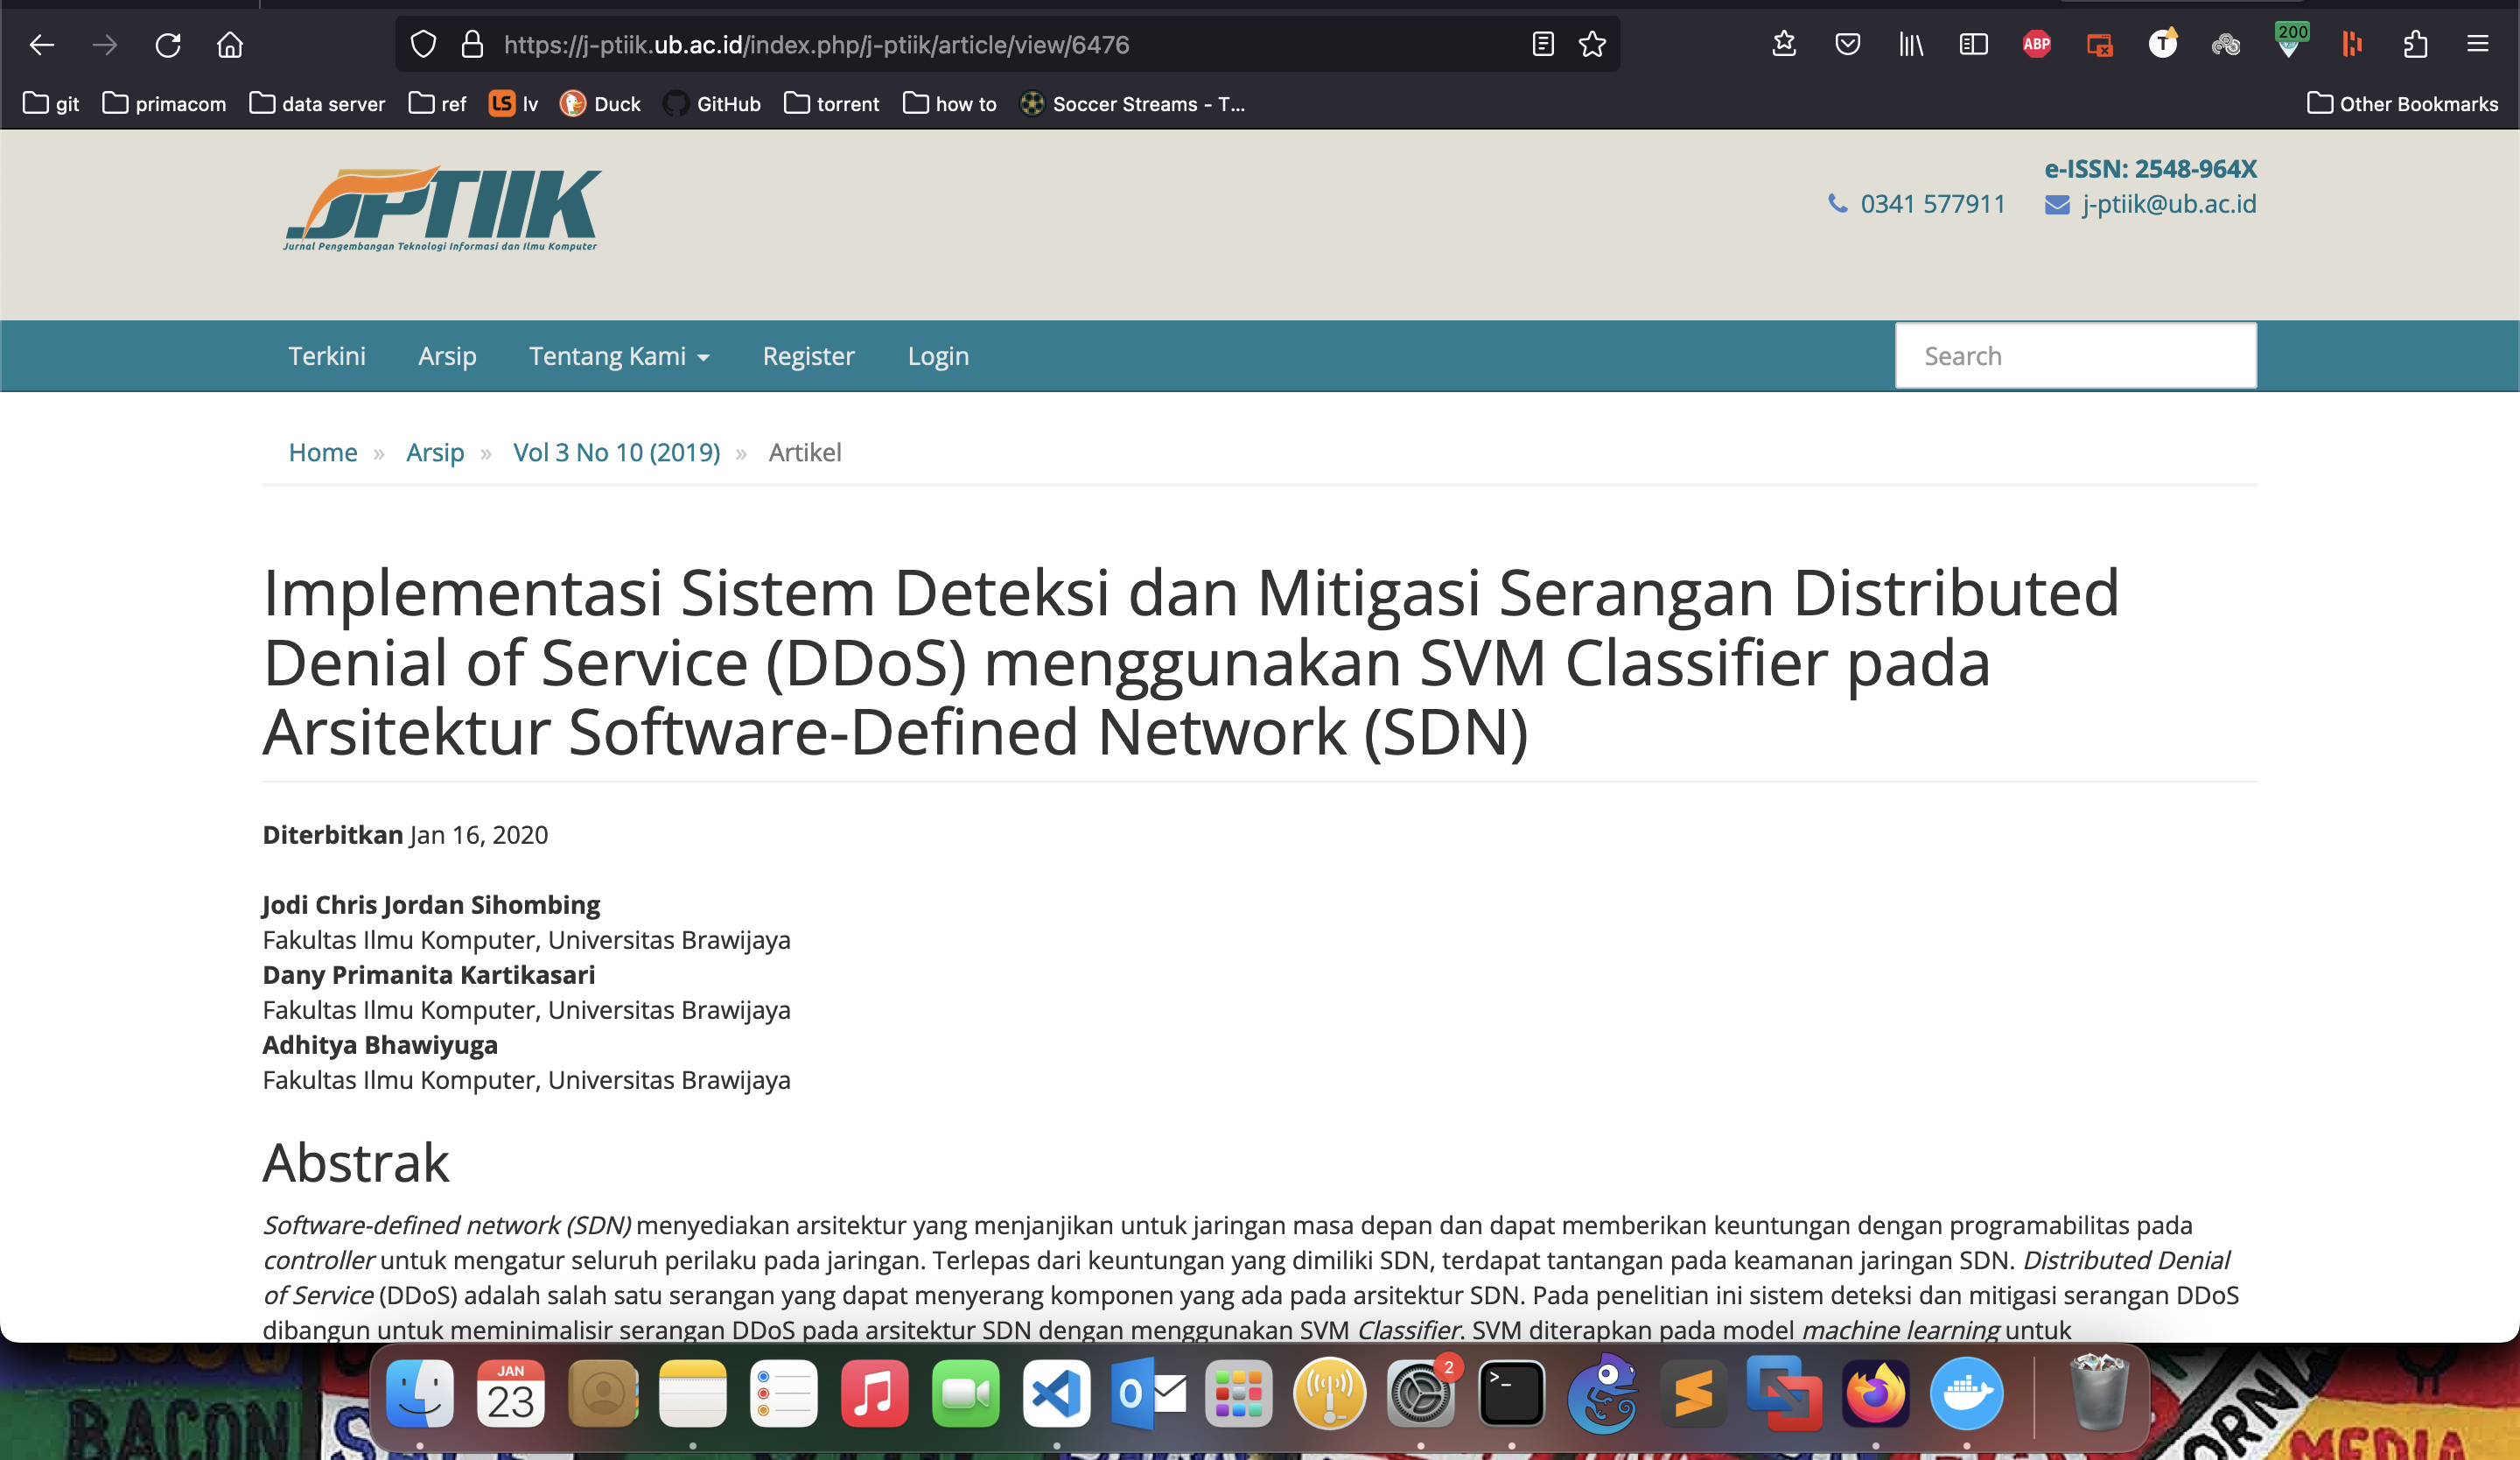 https://j-ptiik.ub.ac.id/index.php/j-ptiik/article/view/6476
ABP
T
200
git
primacom
data server
ref
LS lv
Duck
GitHub
torrent
how to
Soccer Streams - T...
Other Bookmarks
JPTIIK
Jurnal Pengembangan Teknologi Informasi dan Ilmu Komputer
e-ISSN: 2548-964X
0341 577911
j-ptiik@ub.ac.id
Terkini
Arsip
Tentang Kami
Register
Login
Search
Home » Arsip » Vol 3 No 10 (2019) » Artikel
Implementasi Sistem Deteksi dan Mitigasi Serangan Distributed
Denial of Service (DDoS) menggunakan SVM Classifier pada
Arsitektur Software-Defined Network (SDN)
Diterbitkan Jan 16, 2020
Jodi Chris Jordan Sihombing
Fakultas Ilmu Komputer, Universitas Brawijaya
Dany Primanita Kartikasari
Fakultas Ilmu Komputer, Universitas Brawijaya
Adhitya Bhawiyuga
Fakultas Ilmu Komputer, Universitas Brawijaya
Abstrak
Software-defined network (SDN) menyediakan arsitektur yang menjanjikan untuk jaringan masa depan dan dapat memberikan keuntungan dengan programabilitas pada
controller untuk mengatur seluruh perilaku pada jaringan. Terlepas dari keuntungan yang dimiliki SDN, terdapat tantangan pada keamanan jaringan SDN. Distributed Denial
of Service (DDoS) adalah salah satu serangan yang dapat menyerang komponen yang ada pada arsitektur SDN. Pada penelitian ini sistem deteksi dan mitigasi serangan DDoS
dibangun untuk meminimalisir serangan DDoS pada arsitektur SDN dengan menggunakan SVM Classifier. SVM diterapkan pada model machine learning untuk
JAN
23
2
>_
BACON
MEDIA